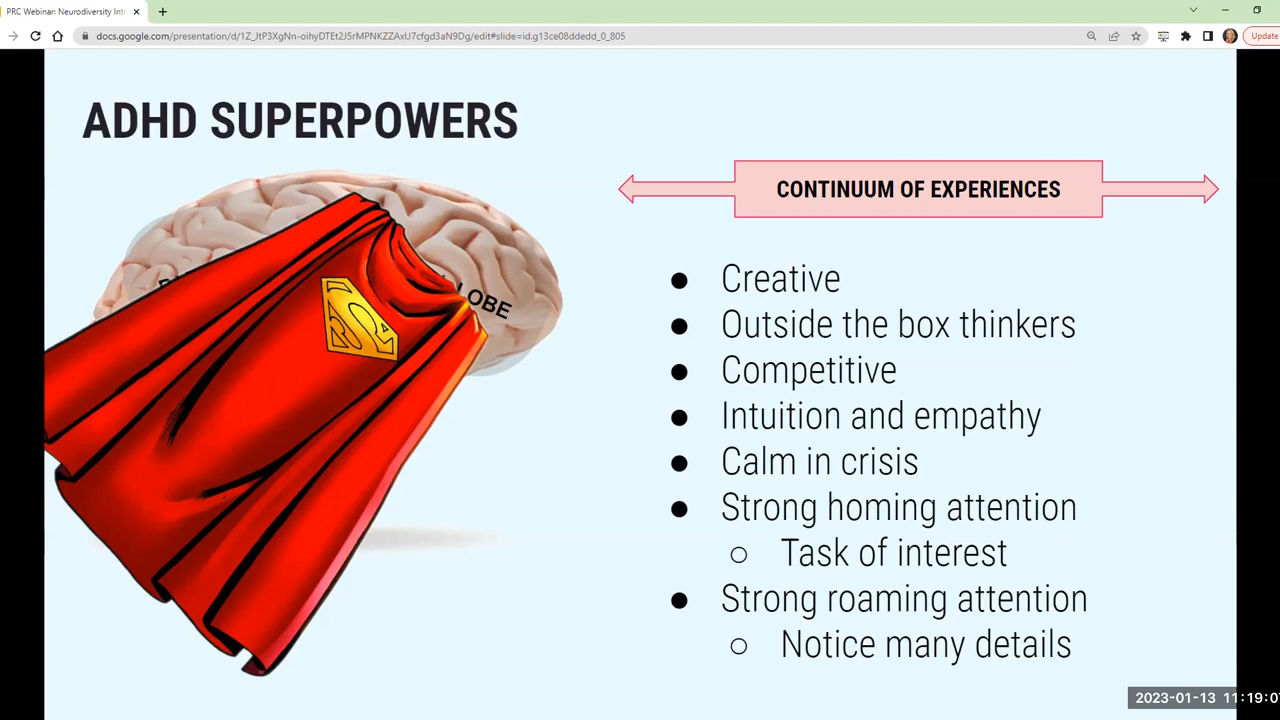 PRC Webinar: Neurodiversity Int
docs.google.com/presentation/d/1Z_JtP3XgNn-oihyDTEt2J5rMPNKZZAxU7cfgd3aN9Dg/edit#slide=id.g13ce08ddedd_0_805
Update
ADHD SUPERPOWERS
CONTINUUM OF EXPERIENCES
LOBE
● Creative
● Outside the box thinkers
● Competitive
● Intuition and empathy
● Calm in crisis
● Strong homing attention
○ Task of interest
● Strong roaming attention
○ Notice many details
2023-01-13 11:19:07